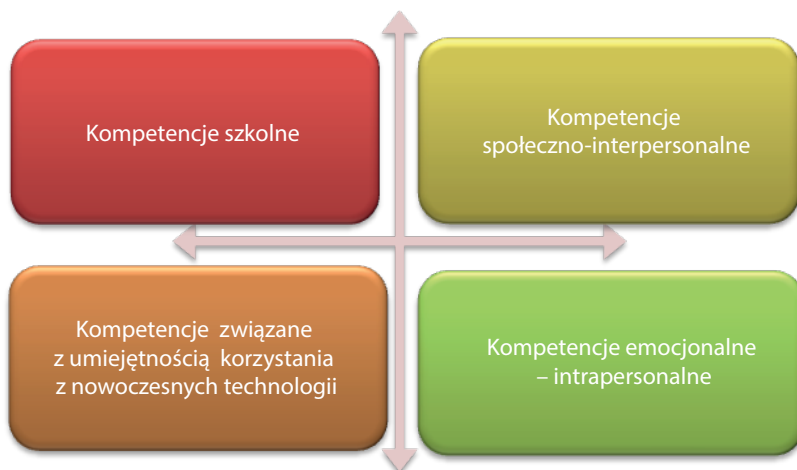 Kompetencje szkolne
Kompetencje
społeczno-interpersonalne
Kompetencje związane
z umiejętnością korzystania
z nowoczesnych technologii
Kompetencje emocjonalne
– intrapersonalne